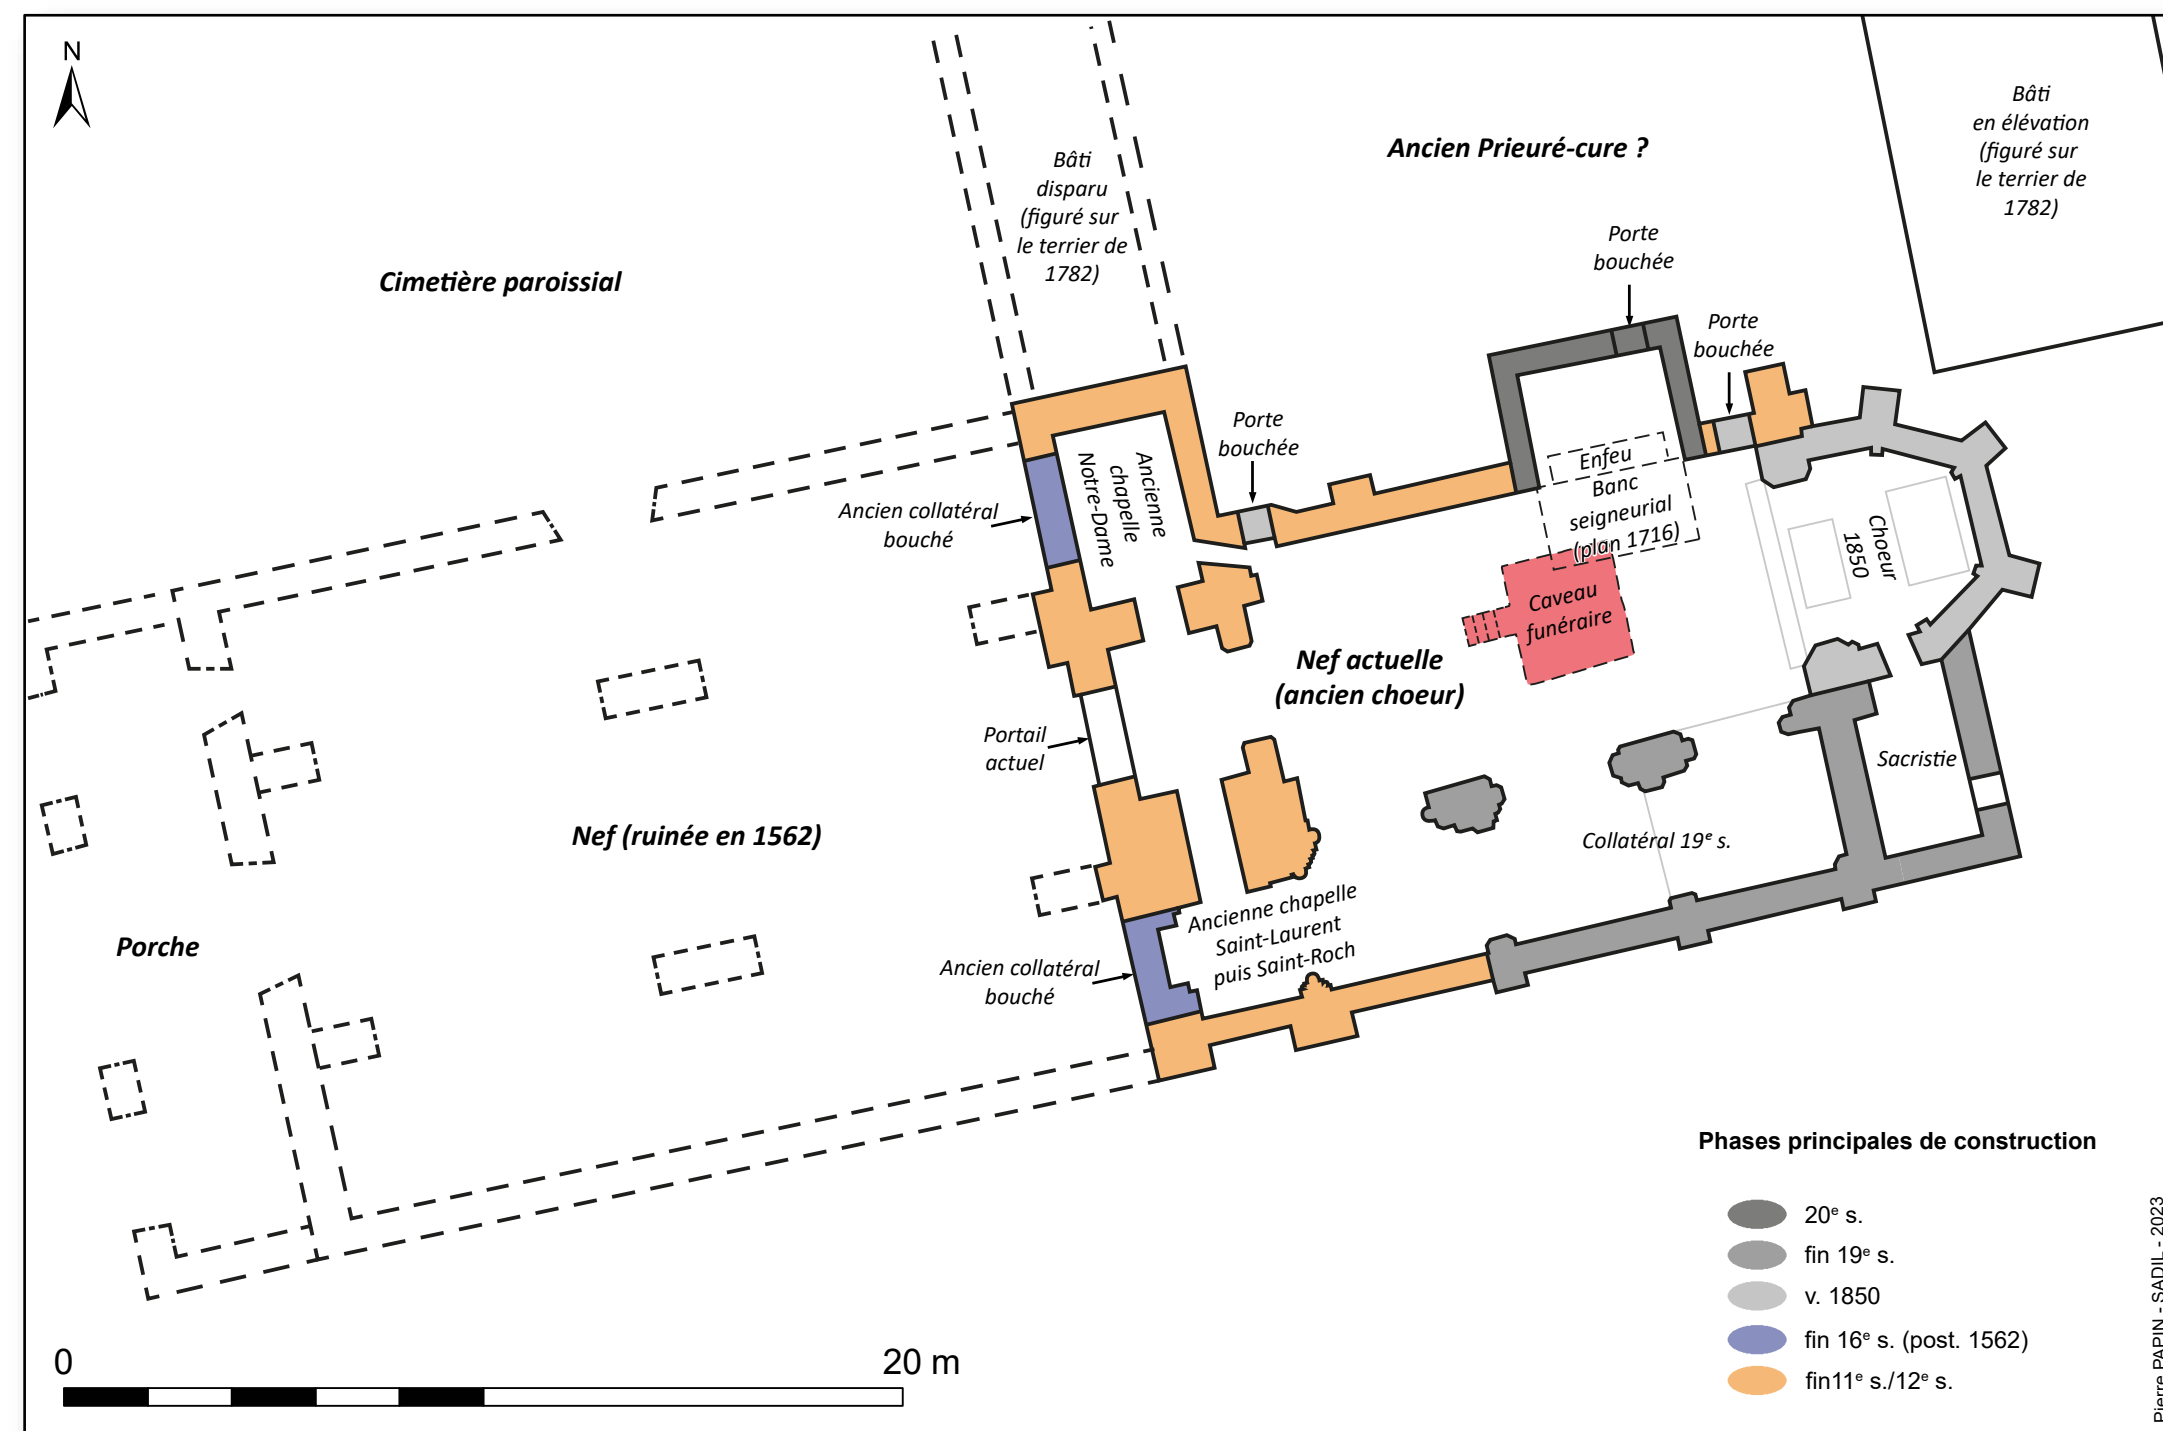 N
Bâti
en élévation
(figuré sur
le terrier de
1782)
Ancien Prieuré-cure ?
Bâti
disparu
(figuré sur
le terrier de
1782)
Cimetière paroissial
Porte
bouchée
Porte
bouchée
Porte
bouchée
Ancienne
chapelle
Notre-Dame
Ancien collatéral
bouché
Enfeu
Banc
seigneurial
(plan 1716)
Caveau
funéraire
Choeur
1850
Nef actuelle
(ancien choeur)
Portail
actuel
Sacristie
Nef (ruinée en 1562)
Collatéral 19e s.
Ancienne chapelle
Saint-Laurent
puis Saint-Roch
Porche
Ancien collatéral
bouché
Phases principales de construction
20e s.
fin 19e s.
v. 1850
fin 16e s. (post. 1562)
fin11e s./12e s.
0
20 m
Pierre PAPIN - SADIL - 2023